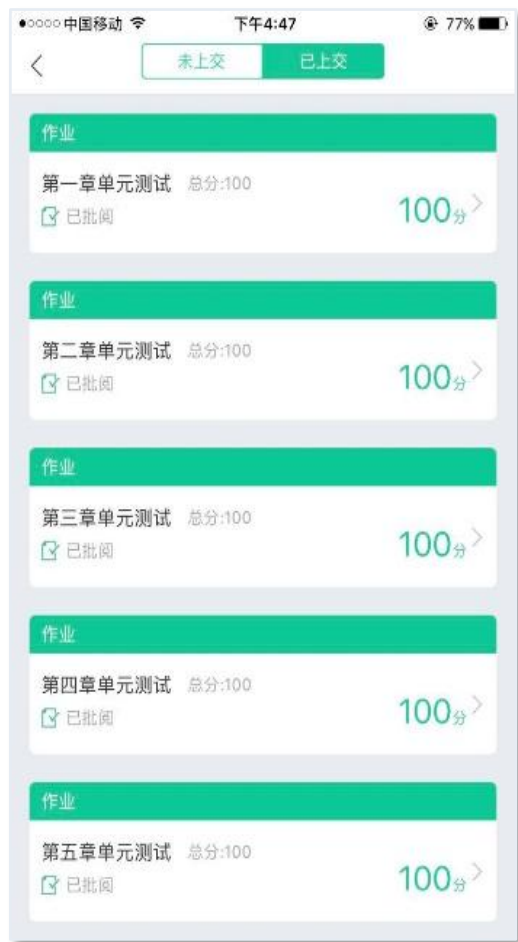 中国移动 下午4:47 77%
未上交 已上交
作业
第一章单元测试 总分:100
已批阅
100分
作业
第二章单元测试 总分:100
已批阅
100分
作业
第三章单元测试 总分:100
已批阅
100分
作业
第四章单元测试 总分:100
已批阅
100分
作业
第五章单元测试 总分:100
已批阅
100分